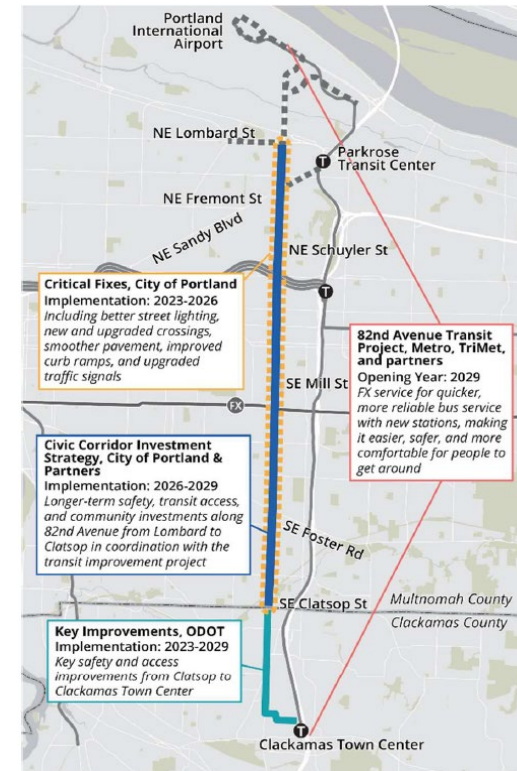 Portland
International
Airport
NE Lombard St
T
Parkrose
Transit Center
NE Fremont St
NE Sandy Blvd
NE Schuyler St
T
Critical Fixes, City of Portland
Implementation: 2023-2026
Including better street lighting,
new and upgraded crossings,
smoother pavement, improved
curb ramps, and upgraded
traffic signals
82nd Avenue Transit
Project, Metro, TriMet,
and partners
Opening Year: 2029
FX service for quicker,
more reliable bus service
with new stations, making
it easier, safer, and more
comfortable for people to
get around
SE Mill St
FX
Civic Corridor Investment
Strategy, City of Portland &
Partners
Implementation: 2026-2029
Longer-term safety, transit access,
and community investments along
82nd Avenue from Lombard to
Clatsop in coordination with the
transit improvement project
SE Foster Rd
SE Clatsop St
Multnomah County
Clackamas County
Key Improvements, ODOT
Implementation: 2023-2029
Key safety and access
improvements from Clatsop to
Clackamas Town Center
T
Clackamas Town Center